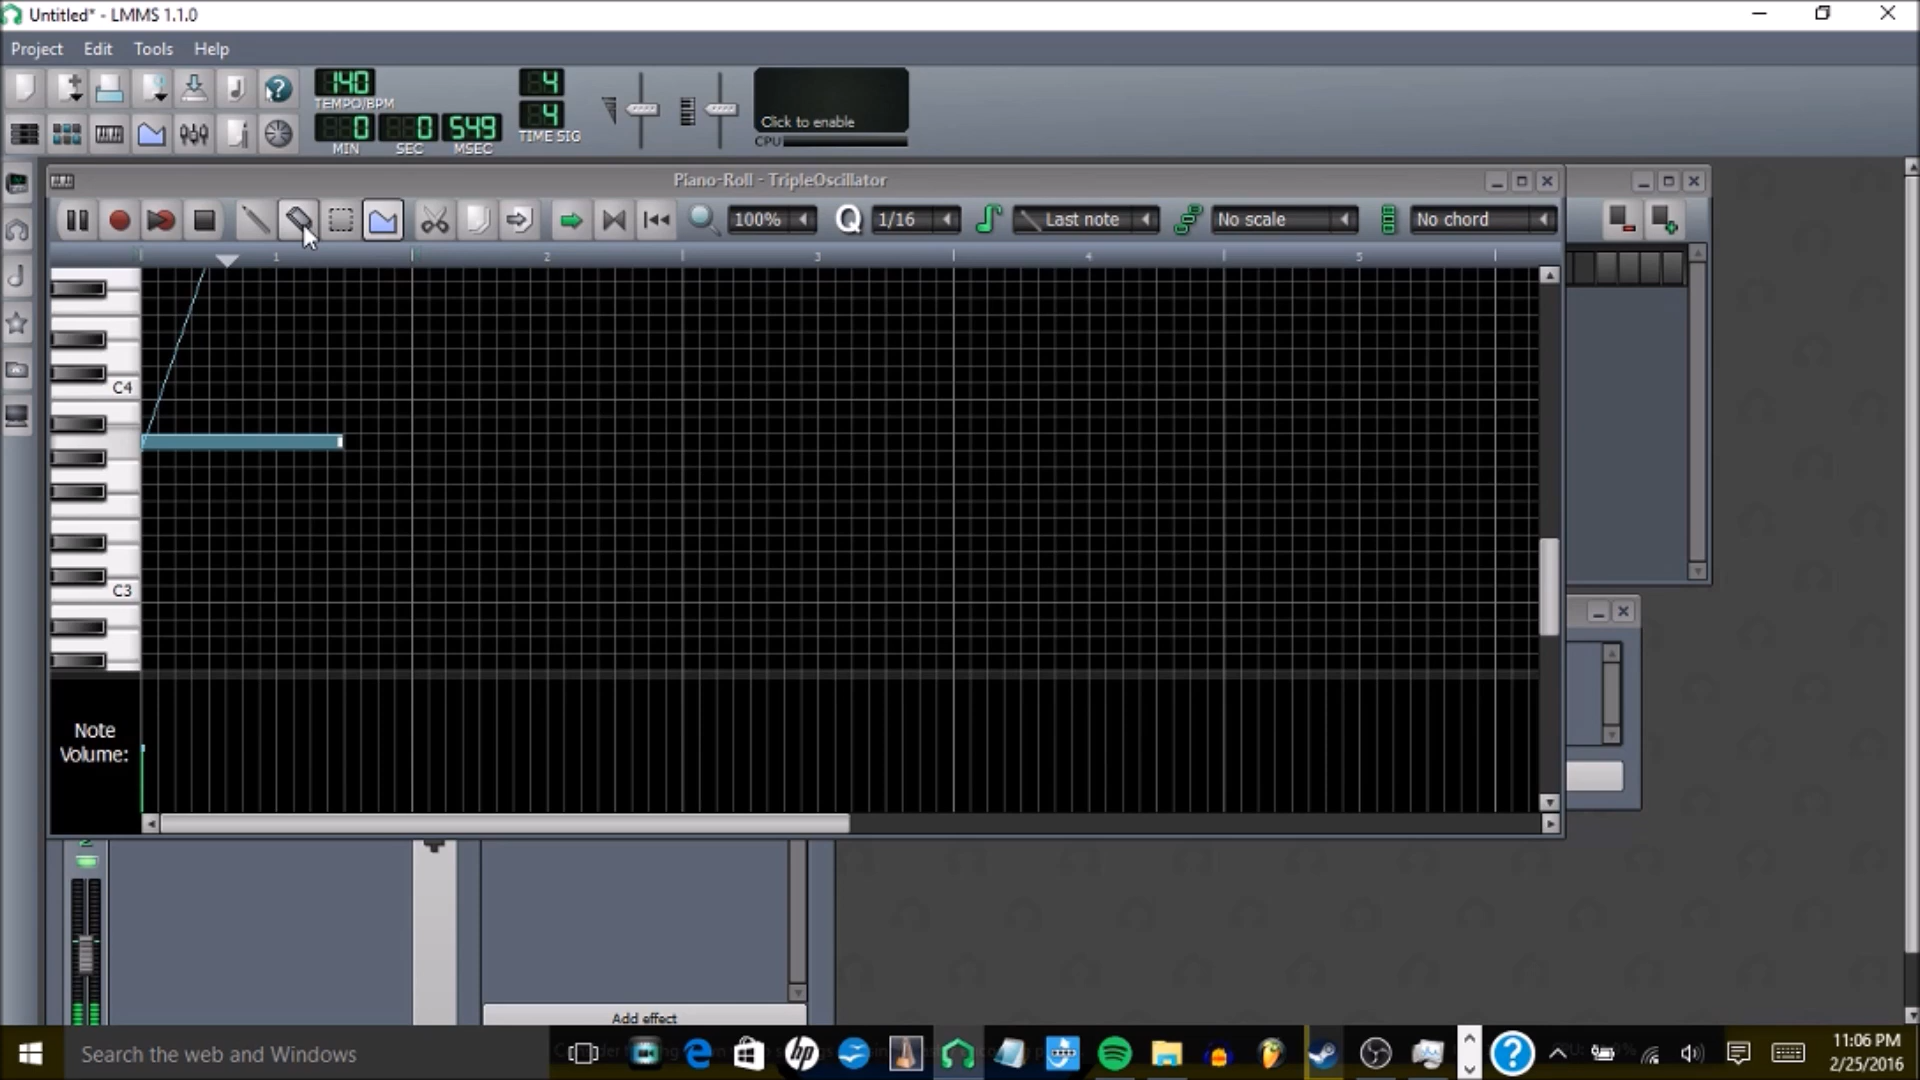 Untitled* - LMMS 1.1.0
Project Edit Tools Help
140
TEMPO/BPM
4
4
TIME SIG
0 0 549
MIN SEC MSEC
Click to enable
CPU
Piano-Roll - TripleOscillator
100% Q 1/16 Last note No scale No chord
1 2 3 4 5
C4
C3
Note
Volume:
2
Add effect
Search the web and Windows
hp
?
11:06 PM
2/25/2016